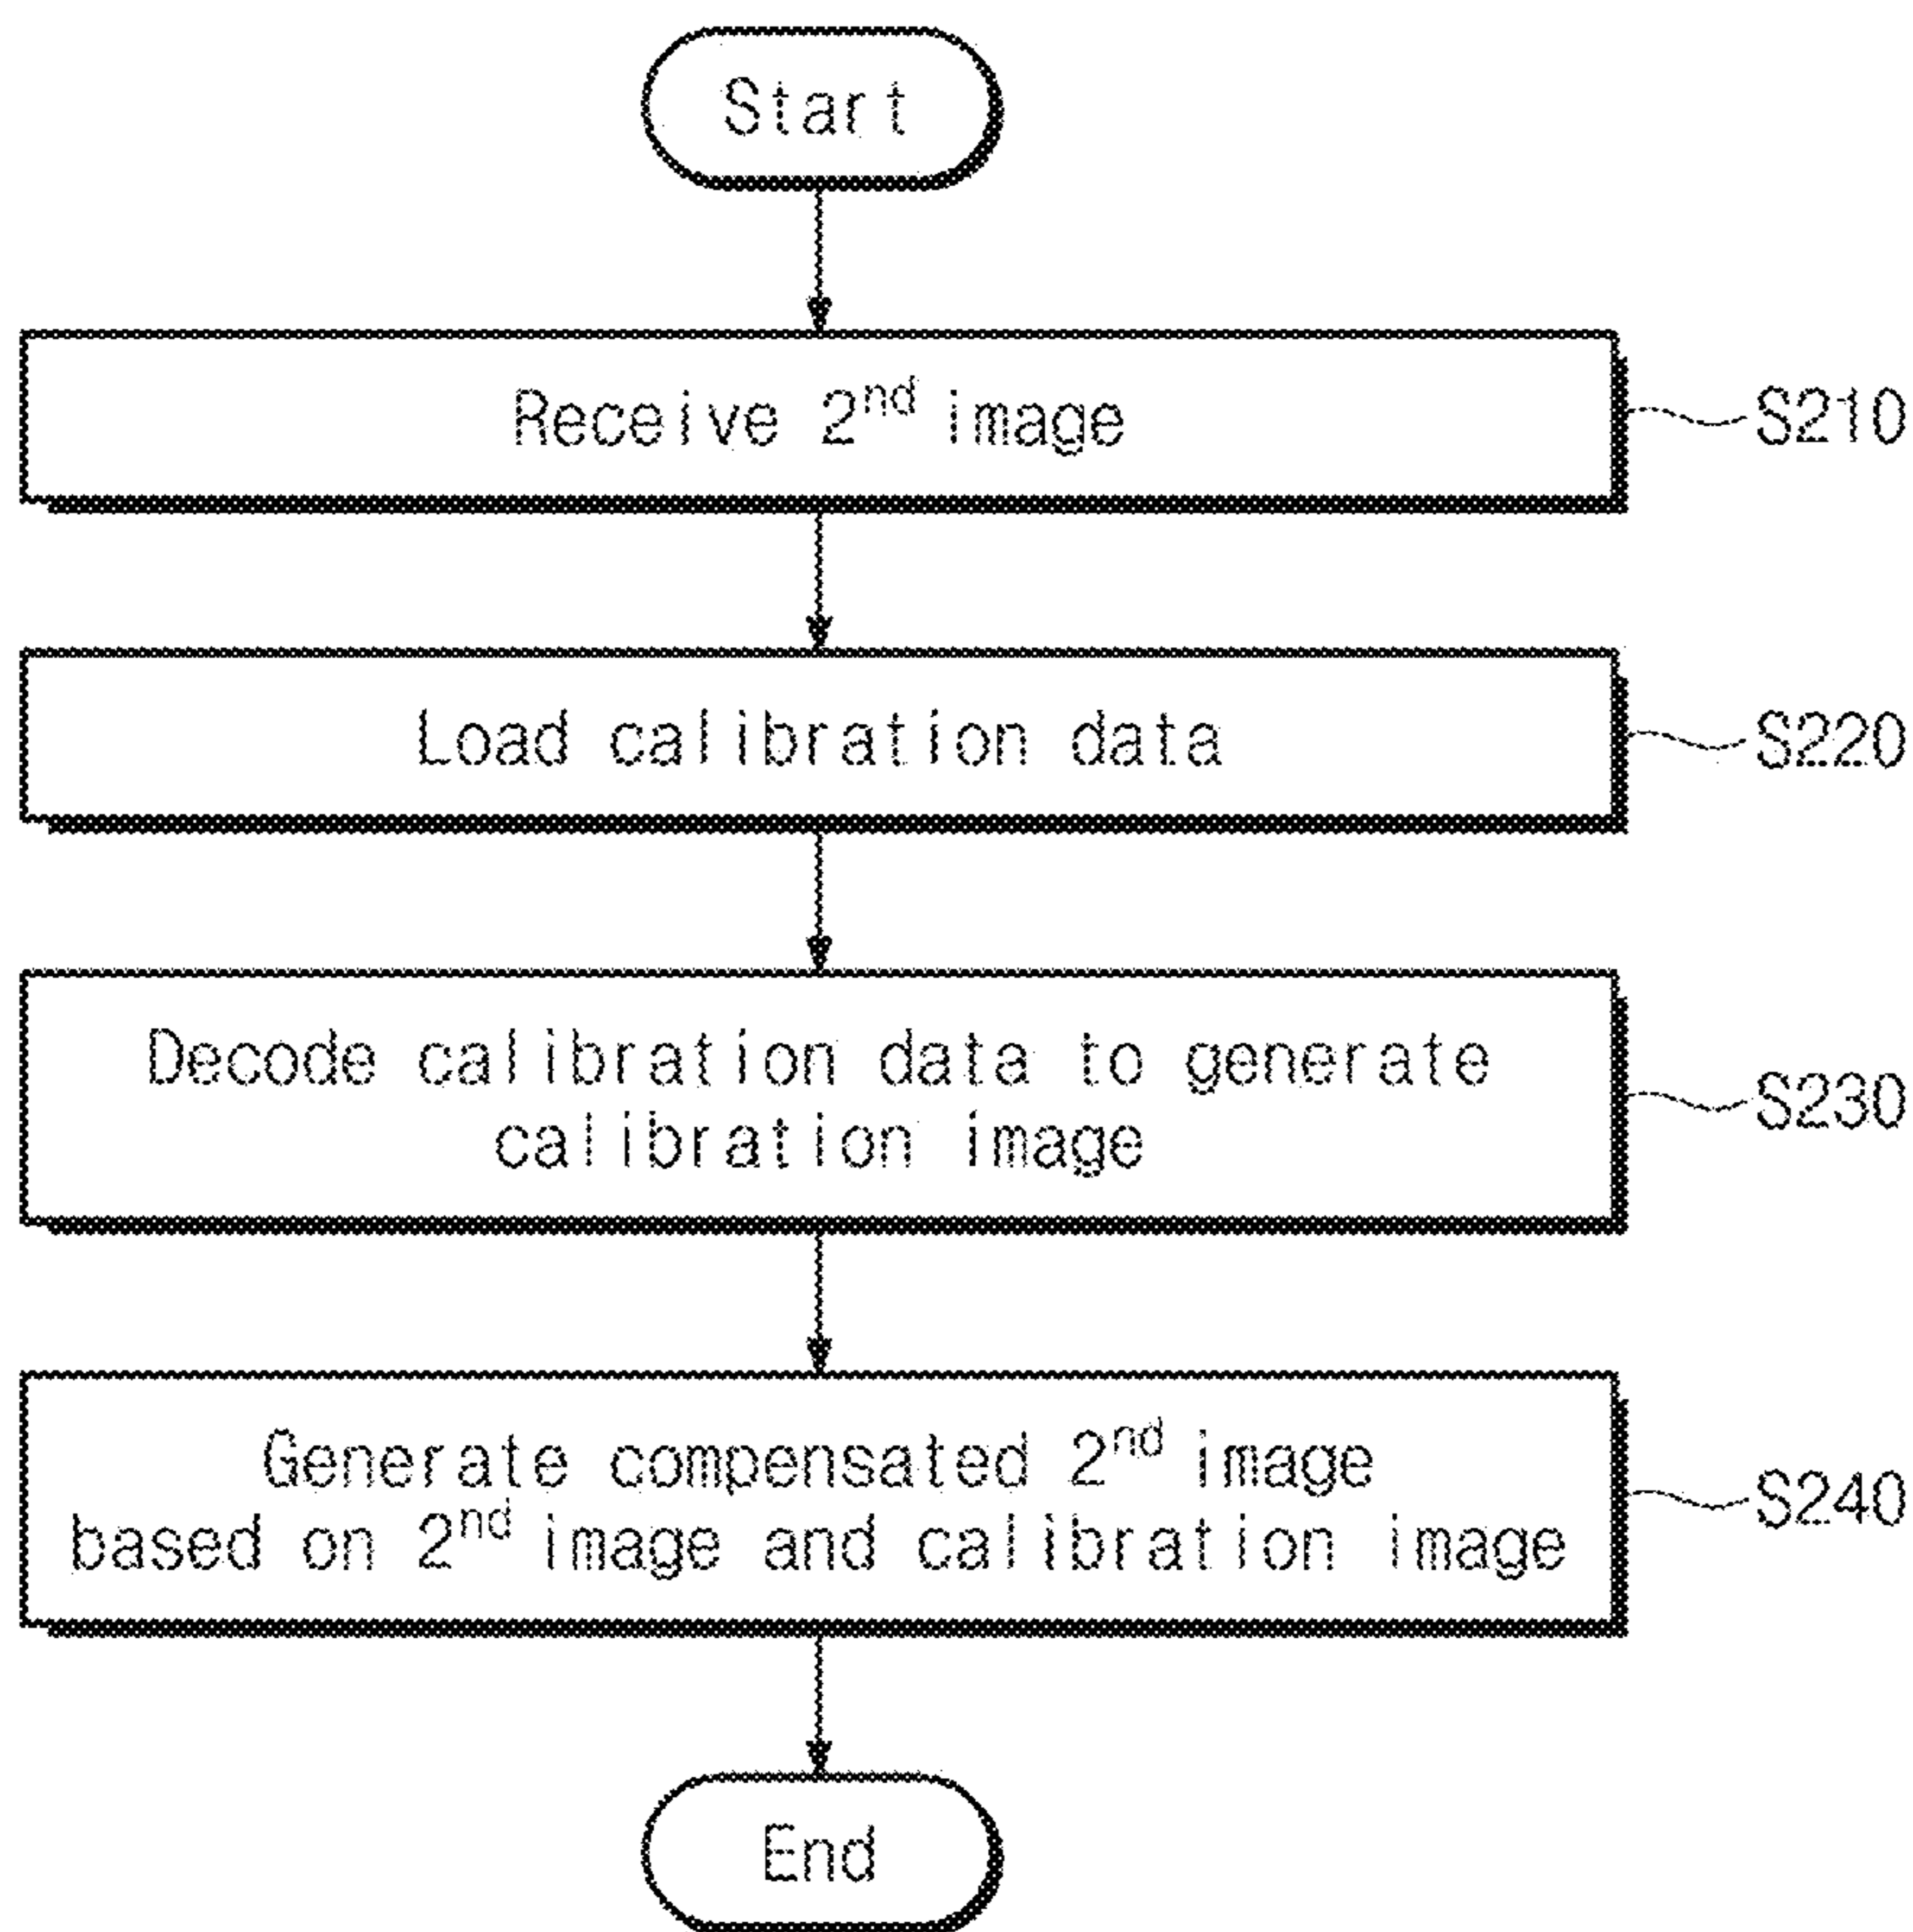 Start
Receive 2nd image
S210
Load calibration data
S220
Decode calibration data to generate
calibration image
S230
Generate compensated 2nd image
based on 2nd image and calibration image
S240
End